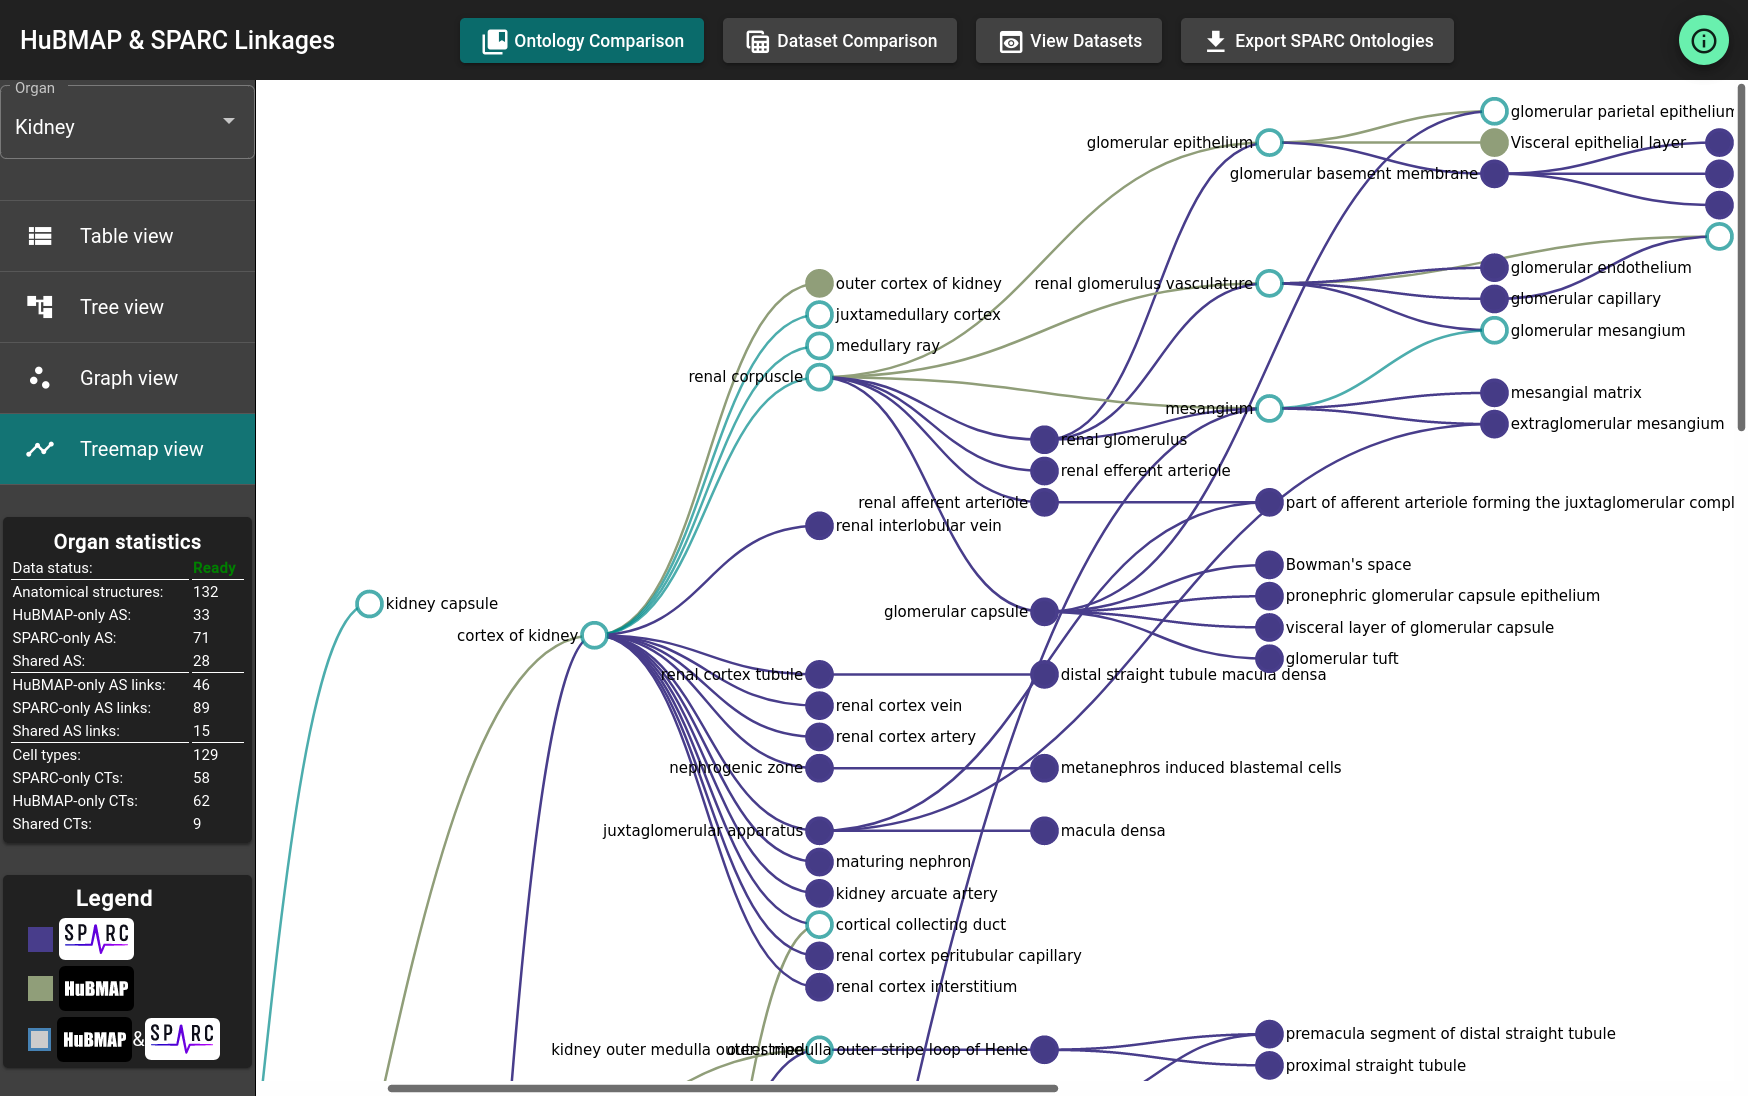 HuBMAP & SPARC Linkages
Ontology Comparison
Dataset Comparison
View Datasets
Export SPARC Ontologies
Organ
Kidney
Table view
Tree view
Graph view
Treemap view
Organ statistics
Data status: Ready
Anatomical structures: 132
HuBMAP-only AS: 33
SPARC-only AS: 71
Shared AS: 28
HuBMAP-only AS links: 46
SPARC-only AS links: 89
Shared AS links: 15
Cell types: 129
SPARC-only CTs: 58
HuBMAP-only CTs: 62
Shared CTs: 9
Legend
SPARC
HuBMAP
HuBMAP & SPARC
kidney capsule
cortex of kidney
outer cortex of kidney
juxtamedullary cortex
medullary ray
renal corpuscle
renal interlobular vein
renal cortex tubule
renal cortex vein
renal cortex artery
nephrogenic zone
juxtaglomerular apparatus
maturing nephron
kidney arcuate artery
cortical collecting duct
renal cortex peritubular capillary
renal cortex interstitium
kidney outer medulla outer stripe
outer medulla outer stripe loop of Henle
renal glomerulus
renal efferent arteriole
renal afferent arteriole
glomerular capsule
distal straight tubule macula densa
metanephros induced blastemal cells
macula densa
glomerular epithelium
renal glomerulus vasculature
mesangium
part of afferent arteriole forming the juxtaglomerular compl
Bowman's space
pronephric glomerular capsule epithelium
visceral layer of glomerular capsule
glomerular tuft
premacula segment of distal straight tubule
proximal straight tubule
glomerular parietal epithelium
Visceral epithelial layer
glomerular basement membrane
glomerular endothelium
glomerular capillary
glomerular mesangium
mesangial matrix
extraglomerular mesangium